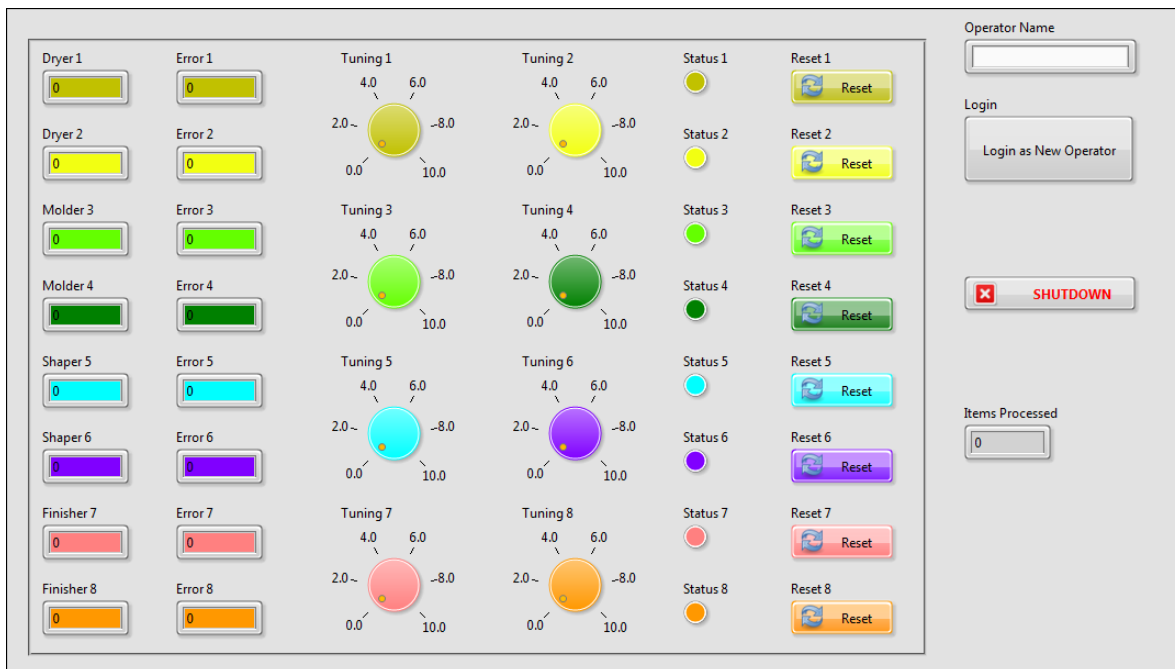 Operator Name
Dryer 1 Error 1 Tuning 1 Tuning 2 Status 1 Reset 1
4.0 6.0 4.0 6.0
0 0 Reset
Login
2.0 8.0 2.0 8.0
Dryer 2 Error 2 Status 2 Reset 2
Login as New Operator
0 0 Reset
0.0 10.0 0.0 10.0
Molder 3 Error 3 Tuning 3 Tuning 4 Status 3 Reset 3
4.0 6.0 4.0 6.0
0 0 Reset
2.0 8.0 2.0 8.0
Molder 4 Error 4 Status 4 Reset 4
SHUTDOWN
0 0 Reset
0.0 10.0 0.0 10.0
Shaper 5 Error 5 Tuning 5 Tuning 6 Status 5 Reset 5
4.0 6.0 4.0 6.0
0 0 Reset
Items Processed
2.0 8.0 2.0 8.0
Shaper 6 Error 6 Status 6 Reset 6
0
0 0 Reset
0.0 10.0 0.0 10.0
Finisher 7 Error 7 Tuning 7 Tuning 8 Status 7 Reset 7
4.0 6.0 4.0 6.0
0 0 Reset
2.0 8.0 2.0 8.0
Finisher 8 Error 8 Status 8 Reset 8
0 0 Reset
0.0 10.0 0.0 10.0